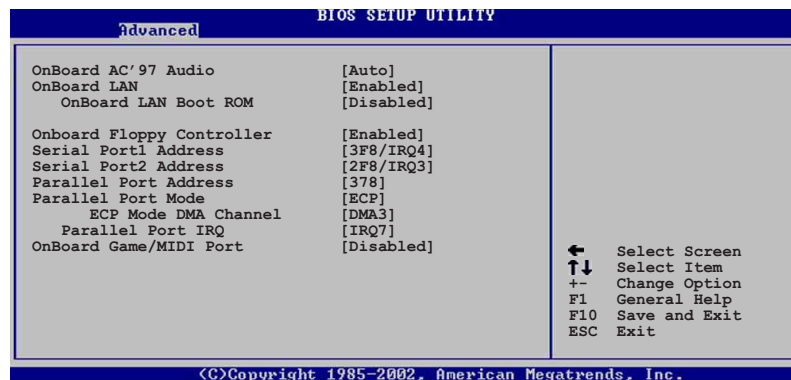 BIOS SETUP UTILITY
Advanced
OnBoard AC'97 Audio [Auto]
OnBoard LAN [Enabled]
OnBoard LAN Boot ROM [Disabled]
Onboard Floppy Controller [Enabled]
Serial Port1 Address [3F8/IRQ4]
Serial Port2 Address [2F8/IRQ3]
Parallel Port Address [378]
Parallel Port Mode [ECP]
ECP Mode DMA Channel [DMA3]
Parallel Port IRQ [IRQ7]
OnBoard Game/MIDI Port [Disabled]
← Select Screen
↑↓ Select Item
+- Change Option
F1 General Help
F10 Save and Exit
ESC Exit
(C)Copyright 1985-2002, American Megatrends, Inc.